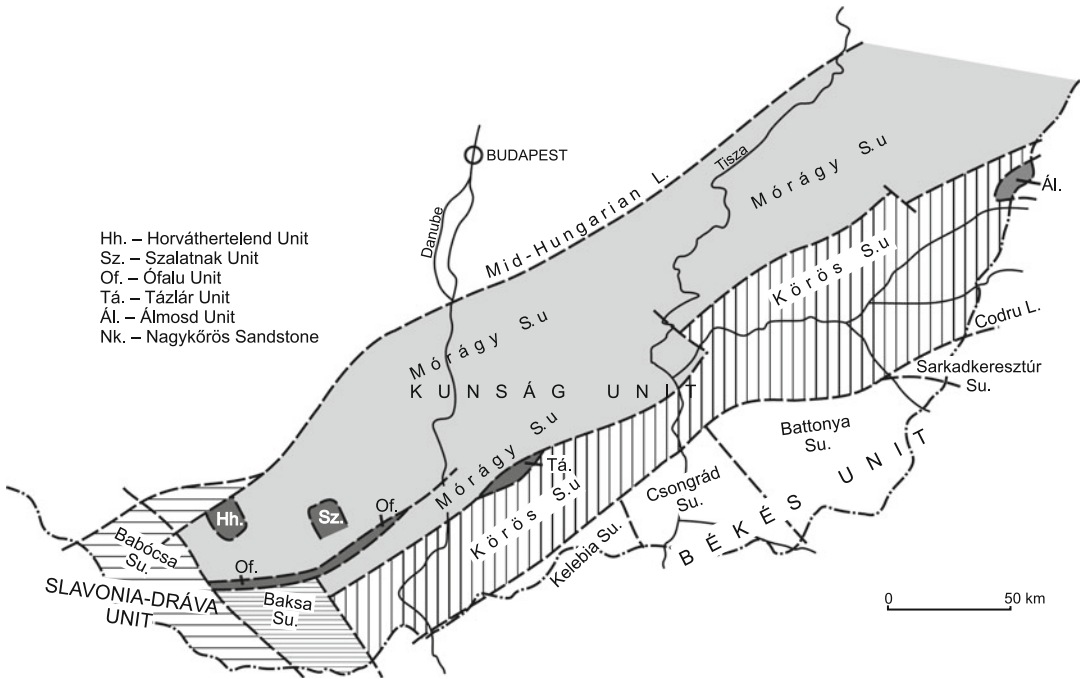 BUDAPEST
Danube
Tisza
Mid-Hungarian L.
Mórágy S.u
Ál.
Hh. – Horváthertelend Unit
Sz. – Szalatnak Unit
Of. – Ófalu Unit
Tá. – Tázlár Unit
Ál. – Álmosd Unit
Nk. – Nagykőrös Sandstone
Körös S.u
Codru L.
Mórágy S.u
Sarkadkeresztúr
Su.
KUNSÁG UNIT
Battonya
Su.
Mórágy S.u
Tá.
Csongrád
Su.
BÉKÉS UNIT
Of.
Körös S.u
Hh.
Sz.
Kelebia Su.
Babócsa
Su.
Of.
SLAVONIA-DRÁVA
UNIT
Baksa
Su.
0 50 km